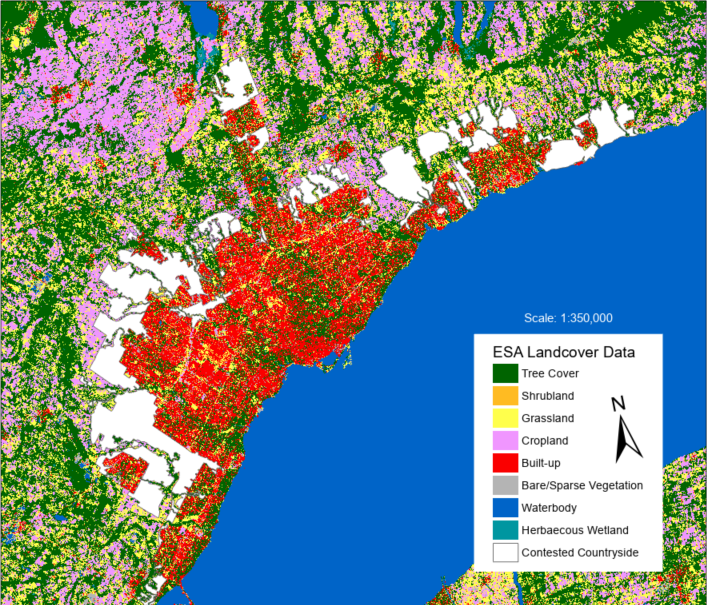 Scale: 1:350,000
ESA Landcover Data
Tree Cover
Shrubland
Grassland
Cropland
Built-up
Bare/Sparse Vegetation
Waterbody
Herbaecous Wetland
Contested Countryside
N